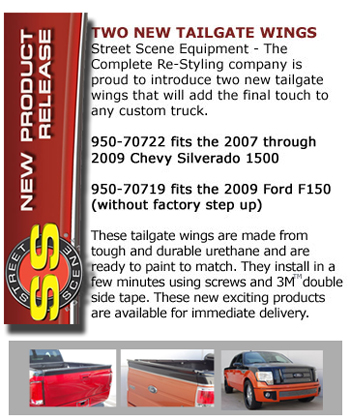 NEW PRODUCT
RELEASE
STREET
SS
SCENE
TWO NEW TAILGATE WINGS
Street Scene Equipment - The
Complete Re-Styling company is
proud to introduce two new tailgate
wings that will add the final touch to
any custom truck.
950-70722 fits the 2007 through
2009 Chevy Silverado 1500
950-70719 fits the 2009 Ford F150
(without factory step up)
These tailgate wings are made from
tough and durable urethane and are
ready to paint to match. They install in a
few minutes using screws and 3M™double
side tape. These new exciting products
are available for immediate delivery.